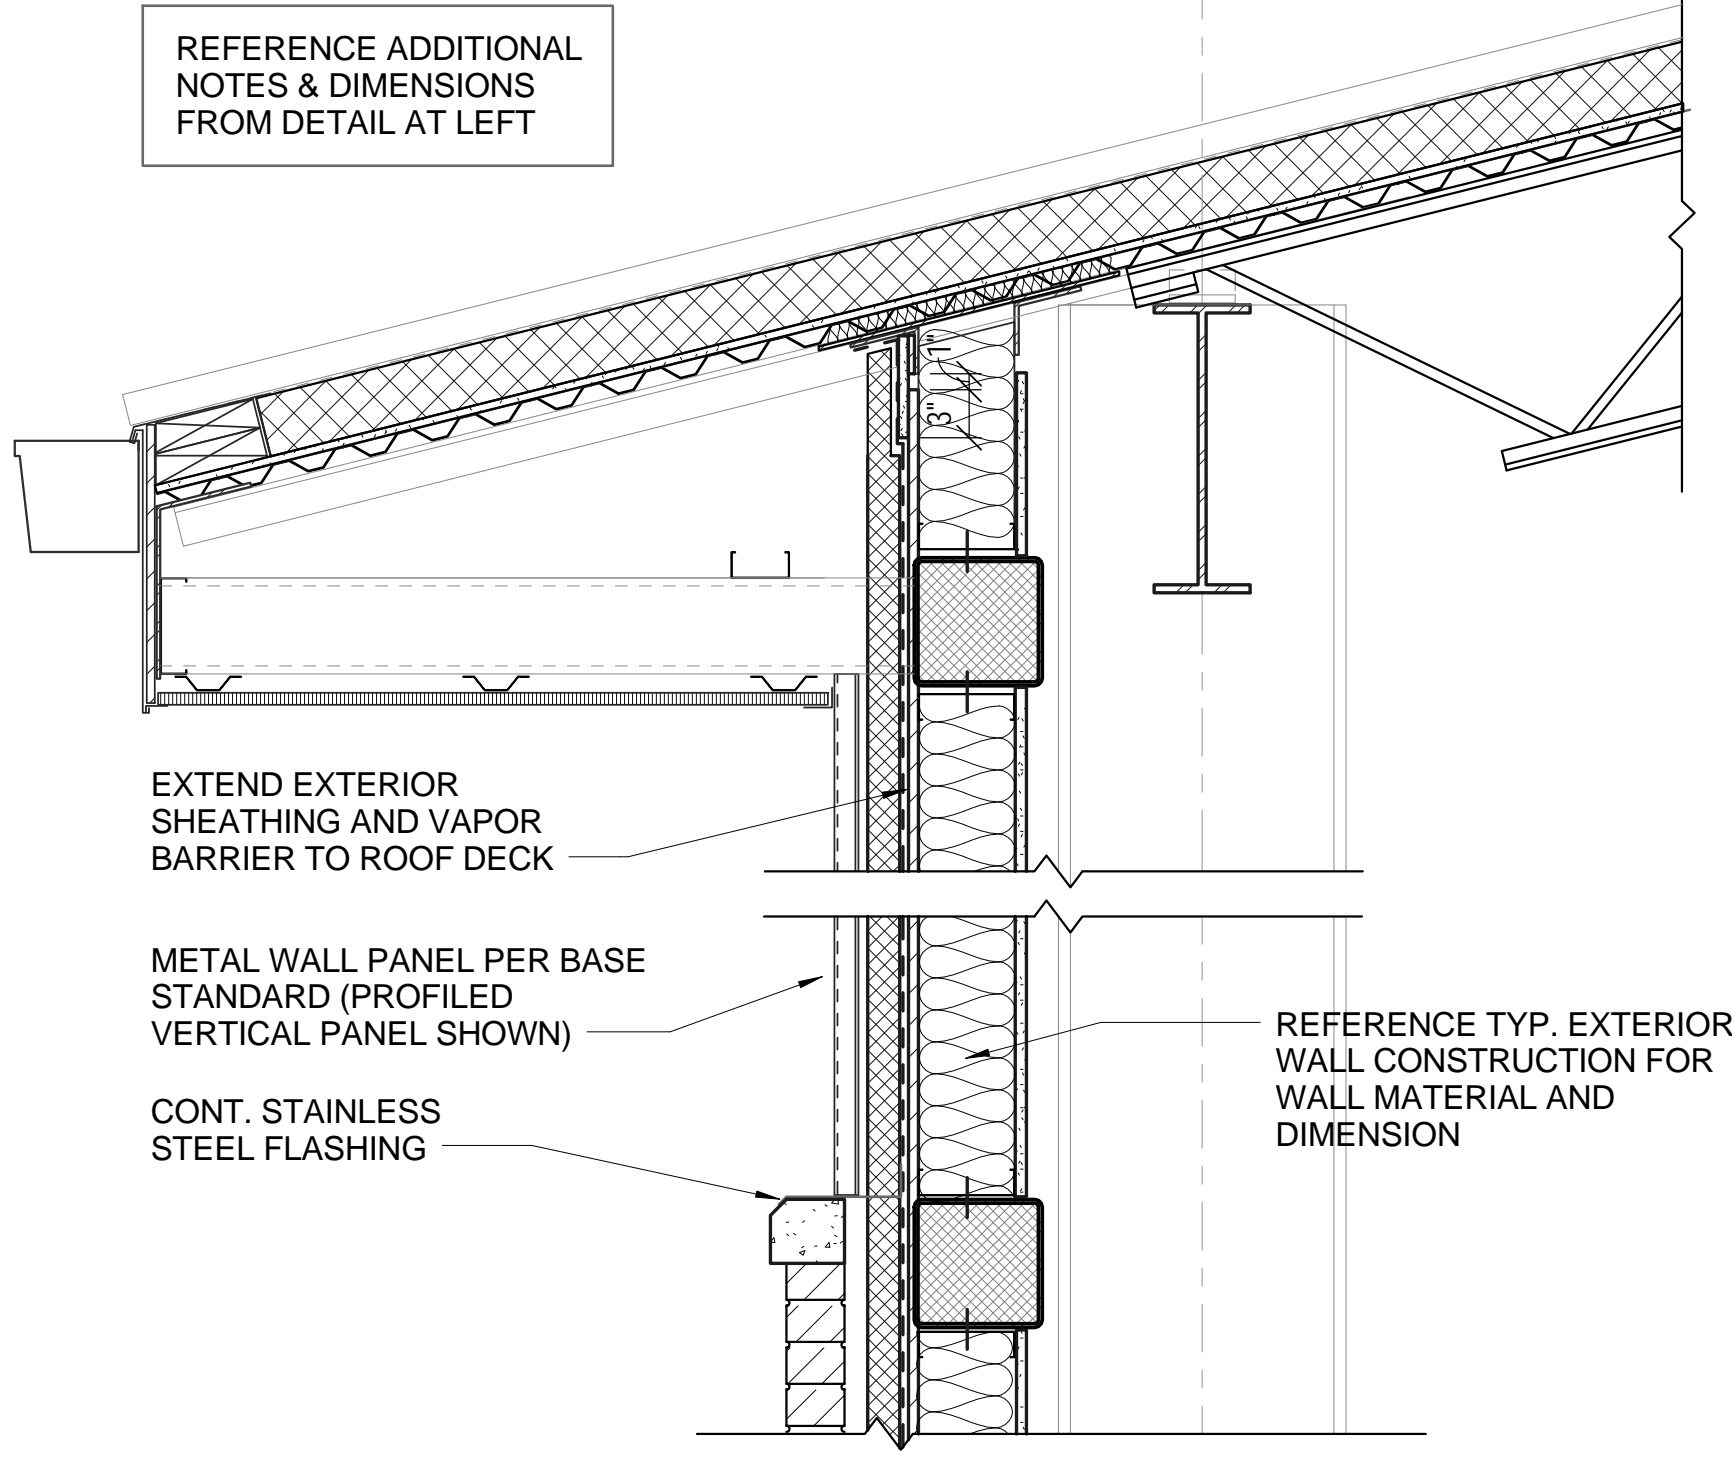 REFERENCE ADDITIONAL
NOTES & DIMENSIONS
FROM DETAIL AT LEFT
1"
3"
EXTEND EXTERIOR
SHEATHING AND VAPOR
BARRIER TO ROOF DECK
METAL WALL PANEL PER BASE
STANDARD (PROFILED
VERTICAL PANEL SHOWN)
CONT. STAINLESS
STEEL FLASHING
REFERENCE TYP. EXTERIOR
WALL CONSTRUCTION FOR
WALL MATERIAL AND
DIMENSION